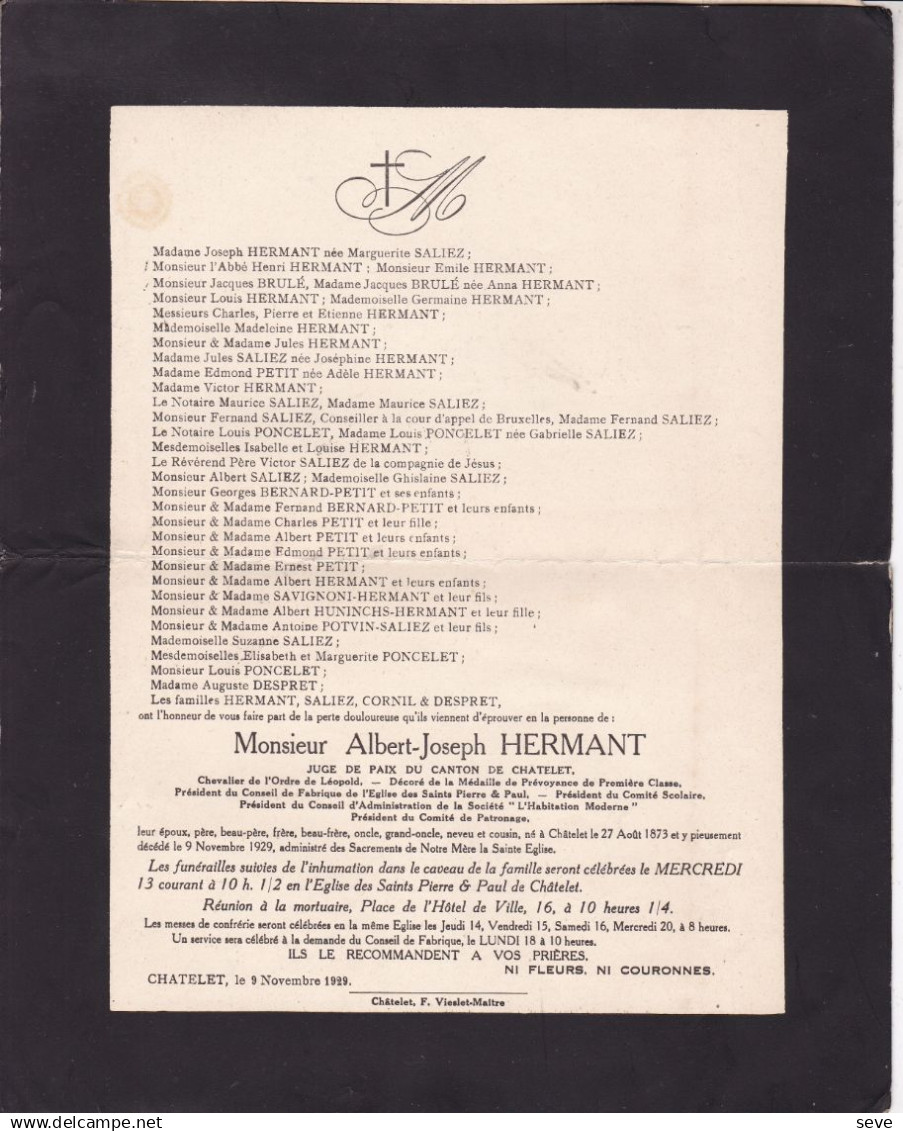 seve
M
Madame Joseph HERMANT née Marguerite SALIEZ ;
Monsieur l'Abbé Henri HERMANT ; Monsieur Emile HERMANT ;
Monsieur Jacques BRULÉ, Madame Jacques BRULÉ née Anna HERMANT ;
Monsieur Louis HERMANT ; Mademoiselle Germaine HERMANT ;
Messieurs Charles, Pierre et Etienne HERMANT ;
Mademoiselle Madeleine HERMANT ;
Monsieur & Madame Jules HERMANT ;
Madame Jules SALIEZ née Joséphine HERMANT ;
Madame Edmond PETIT née Adèle HERMANT ;
Madame Victor HERMANT ;
Le Notaire Maurice SALIEZ, Madame Maurice SALIEZ ;
Monsieur Fernand SALIEZ, Conseiller à la cour d'appel de Bruxelles, Madame Fernand SALIEZ ;
Le Notaire Louis PONCELET, Madame Louis PONCELET née Gabrielle SALIEZ ;
Mesdemoiselles Isabelle et Louise HERMANT ;
Le Révérend Père Victor SALIEZ de la compagnie de Jésus ;
Monsieur Albert SALIEZ ; Mademoiselle Ghislaine SALIEZ ;
Monsieur Georges BERNARD-PETIT et ses enfants ;
Monsieur & Madame Fernand BERNARD-PETIT et leurs enfants ;
Monsieur & Madame Charles PETIT et leur fille ;
Monsieur & Madame Albert PETIT et leurs enfants ;
Monsieur & Madame Edmond PETIT et leurs enfants ;
Monsieur & Madame Ernest PETIT ;
Monsieur & Madame Albert HERMANT et leurs enfants ;
Monsieur & Madame SAVIGNONI-HERMANT et leur fils ;
Monsieur & Madame Albert HUNINCHS-HERMANT et leur fille ;
Monsieur & Madame Antoine POTVIN-SALIEZ et leur fils ;
Mademoiselle Suzanne SALIEZ ;
Mesdemoiselles Elisabeth et Marguerite PONCELET ;
Monsieur Louis PONCELET ;
Madame Auguste DESPRET ;
Les familles HERMANT, SALIEZ, CORNIL & DESPRET,
ont l'honneur de vous faire part de la perte douloureuse qu'ils viennent d'éprouver en la personne de :
Monsieur Albert-Joseph HERMANT
JUGE DE PAIX DU CANTON DE CHATELET,
Chevalier de l'Ordre de Léopold, — Décoré de la Médaille de Prévoyance de Première Classe,
Président du Conseil de Fabrique de l'Eglise des Saints Pierre & Paul, — Président du Comité Scolaire,
Président du Conseil d'Administration de la Société " L'Habitation Moderne "
Président du Comité de Patronage,
leur époux, père, beau-père, frère, beau-frère, oncle, grand-oncle, neveu et cousin, né à Châtelet le 27 Août 1873 et y pieusement
décédé le 9 Novembre 1929, administré des Sacrements de Notre Mère la Sainte Eglise.
Les funérailles suivies de l'inhumation dans le caveau de la famille seront célébrées le MERCREDI
13 courant à 10 h. 1/2 en l'Eglise des Saints Pierre & Paul de Châtelet.
Réunion à la mortuaire, Place de l'Hôtel de Ville, 16, à 10 heures 1/4.
Les messes de confrérie seront célébrées en la même Eglise les Jeudi 14, Vendredi 15, Samedi 16, Mercredi 20, à 8 heures.
Un service sera célébré à la demande du Conseil de Fabrique, le LUNDI 18 à 10 heures.
ILS LE RECOMMANDENT A VOS PRIÈRES.
NI FLEURS, NI COURONNES.
CHATELET, le 9 Novembre 1929.
Châtelet, F. Vieslet-Maître
delcampe.net
seve